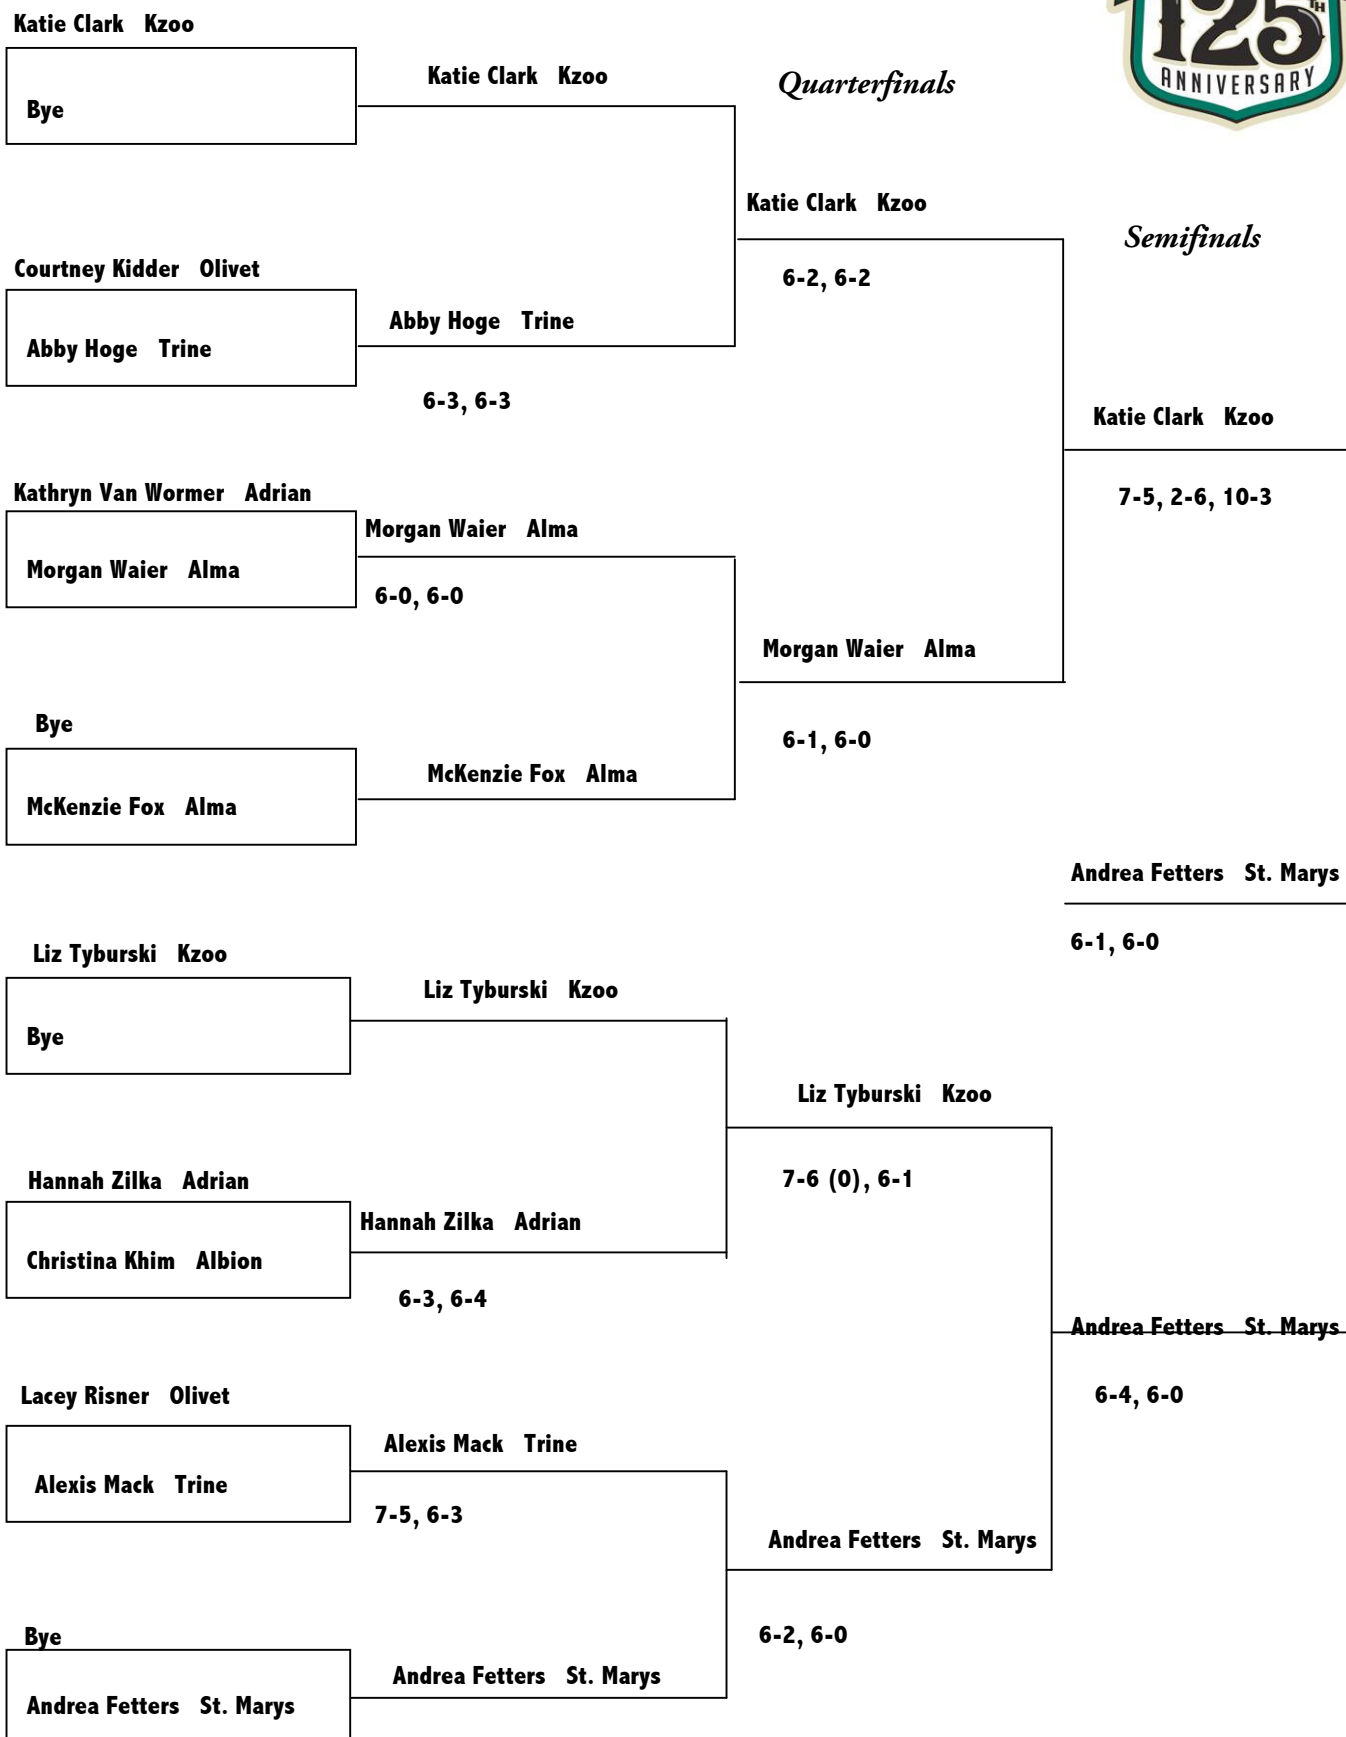 Katie Clark Kzoo
125TH
ANNIVERSARY
Katie Clark Kzoo
Quarterfinals
Bye
Katie Clark Kzoo
Semifinals
Courtney Kidder Olivet
6-2, 6-2
Abby Hoge Trine
Abby Hoge Trine
6-3, 6-3
Katie Clark Kzoo
Kathryn Van Wormer Adrian
7-5, 2-6, 10-3
Morgan Waier Alma
Morgan Waier Alma
6-0, 6-0
Morgan Waier Alma
Bye
6-1, 6-0
McKenzie Fox Alma
McKenzie Fox Alma
Andrea Fetters St. Marys
6-1, 6-0
Liz Tyburski Kzoo
Liz Tyburski Kzoo
Bye
Liz Tyburski Kzoo
Hannah Zilka Adrian
7-6 (0), 6-1
Hannah Zilka Adrian
Christina Khim Albion
6-3, 6-4
Andrea Fetters St. Marys
Lacey Risner Olivet
6-4, 6-0
Alexis Mack Trine
Alexis Mack Trine
7-5, 6-3
Andrea Fetters St. Marys
Bye
6-2, 6-0
Andrea Fetters St. Marys
Andrea Fetters St. Marys